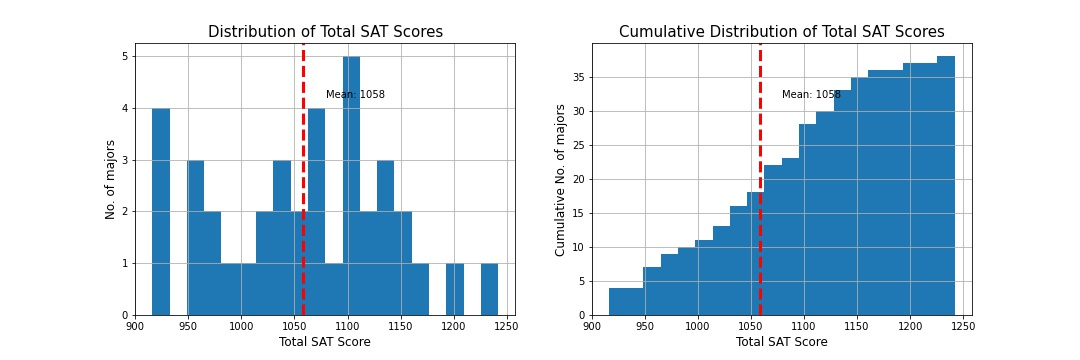 Distribution of Total SAT Scores
5
4
3
2
1
0
No. of majors
Mean: 1058
900 950 1000 1050 1100 1150 1200 1250
Total SAT Score
Cumulative Distribution of Total SAT Scores
35
30
25
20
15
10
5
0
Cumulative No. of majors
Mean: 1058
900 950 1000 1050 1100 1150 1200 1250
Total SAT Score